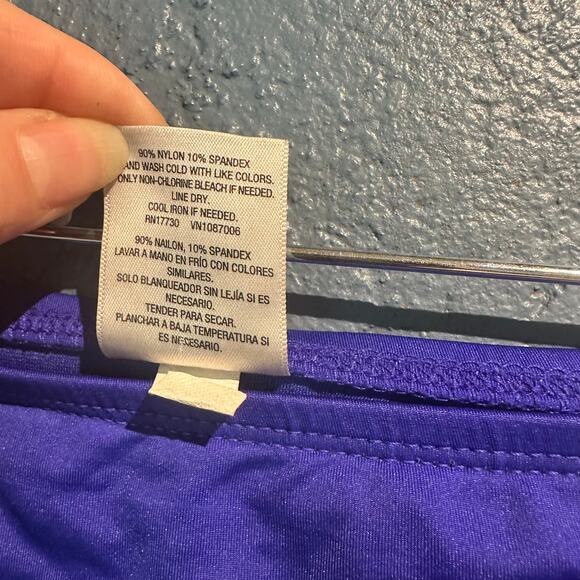 90% NYLON 10% SPANDEX
AND WASH COLD WITH LIKE COLORS.
ONLY NON-CHLORINE BLEACH IF NEEDED.
LINE DRY.
COOL IRON IF NEEDED.
RN17730 VN1087006
90% NAILON, 10% SPANDEX
LAVAR A MANO EN FRÍO CON COLORES
SIMILARES.
SOLO BLANQUEADOR SIN LEJÍA SI ES
NECESARIO.
TENDER PARA SECAR.
PLANCHAR A BAJA TEMPERATURA SI
ES NECESARIO.